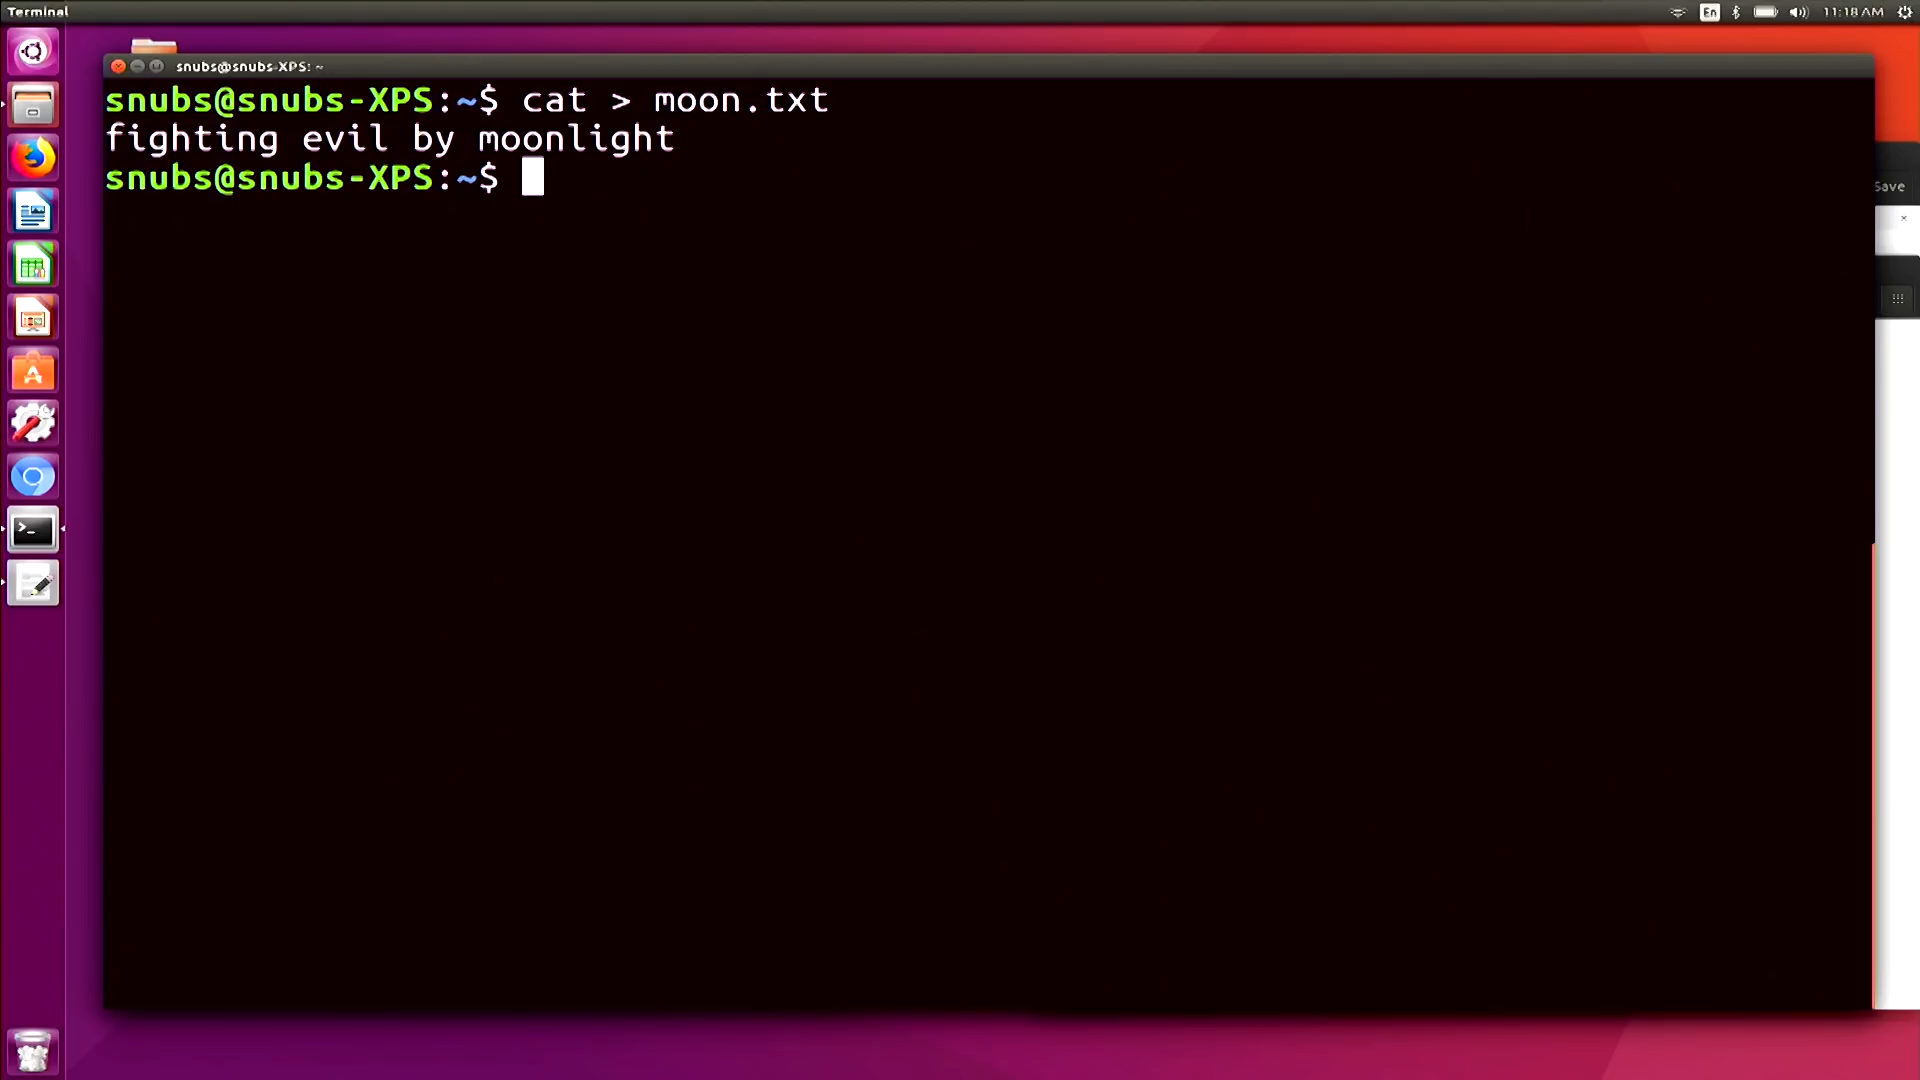 Terminal
En
11:18 AM
snubs@snubs-XPS: ~
snubs@snubs-XPS:~$ cat > moon.txt
fighting evil by moonlight
snubs@snubs-XPS:~$
Save